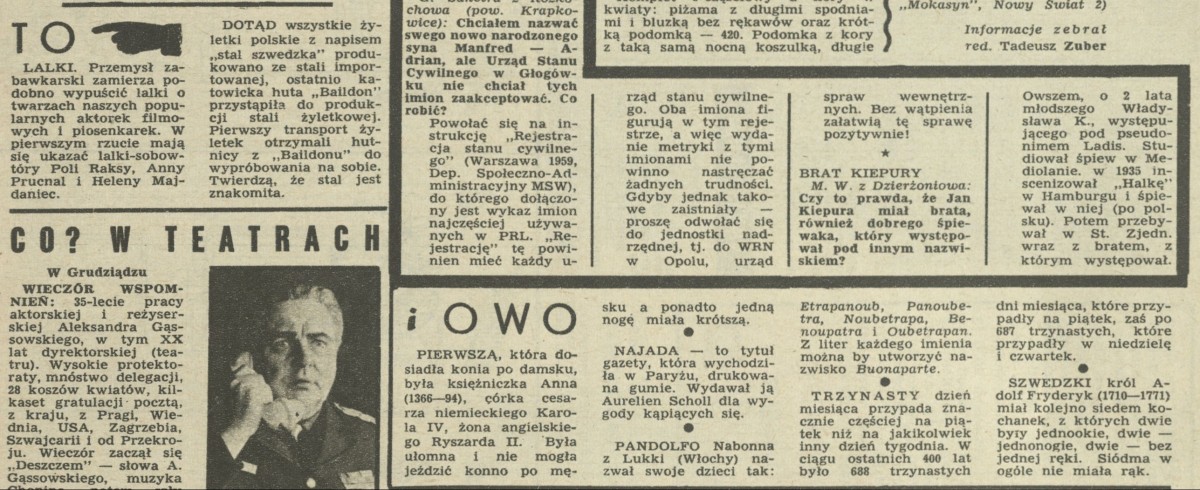 TO
LALKI. Przemysł za-
bawkarski zamierza po-
dobno wypuścić lalki o
twarzach naszych popu-
larnych aktorek filmo-
wych i piosenkarek. W
pierwszym rzucie mają
się ukazać lalki-sobow-
tóry Poli Raksy, Anny
Prucnal i Heleny Maj-
daniec.
DOTĄD wszystkie ży-
letki polskie z napisem
„stal szwedzka” produ-
kowano ze stali impor-
towanej, ostatnio ka-
towicka huta „Baildon”
przystąpiła do produk-
cji stali żyletkowej.
Pierwszy transport ży-
letek otrzymali hut-
nicy z „Baildonu” do
wypróbowania na sobie.
Twierdzą, że stal jest
znakomita.
CO? W TEATRACH
W Grudziądzu
WIECZÓR WSPOM-
NIEŃ: 35-lecie pracy
aktorskiej i reżyser-
skiej Aleksandra Gąs-
sowskiego, w tym XX
lat dyrektorskiej (tea-
tru). Wysokie protekto-
raty, mnóstwo delegacji,
28 koszów kwiatów, kil-
kaset gratulacji pocztą,
z kraju, z Pragi, Wie-
dnia, USA, Zagrzebia,
Szwajcarii i od Przekro-
ju. Wieczór zaczął się
„Deszczem” — słowa A.
Gąssowskiego, muzyka
chowa (pow. Krapko-
wice): Chciałem nazwać
swego nowo narodzonego
syna Manfred — A-
drian, ale Urząd Stanu
Cywilnego w Głogów-
ku nie chciał tych
imion zaakceptować. Co
robić?
Powołać się na in-
strukcję „Rejestra-
cja stanu cywilne-
go” (Warszawa 1959,
Dep. Społeczno-Ad-
ministracyjny MSW),
do którego dołączo-
ny jest wykaz imion
najczęściej używa-
nych w PRL. „Re-
jestrację” tę powi-
nien mieć każdy u-
rząd stanu cywilne-
go. Oba imiona fi-
gurują w tym reje-
strze, a więc wyda-
nie metryki z tymi
imionami nie po-
winno nastręczać
żadnych trudności.
Gdyby jednak tako-
we zaistniały —
proszę odwołać się
do jednostki nad-
rzędnej, tj. do WRN
w Opolu, urząd
spraw wewnętrz-
nych. Bez wątpienia
załatwią tę sprawę
pozytywnie!
★
BRAT KIEPURY
M. W. z Dzierżoniowa:
Czy to prawda, że Jan
Kiepura miał brata,
również dobrego śpie-
waka, który występo-
wał pod innym nazwi-
skiem?
Owszem, o 2 lata
młodszego Włady-
sława K., występu-
jącego pod pseudo-
nimem Ladis. Stu-
diował śpiew w Me-
diolanie. w 1935 in-
scenizował „Halkę”
w Hamburgu i śpie-
wał w niej (po pol-
sku). Potem przeby-
wał w St. Zjedn.
wraz z bratem, z
którym występował.
kwiaty: piżama z długimi spodnia-
mi i bluzką bez rękawów oraz krót-
ką podomką — 420. Podomka z kory
z taką samą nocną koszulką, długie
„Mokasyn”, Nowy Świat 2)
Informacje zebrał
red. Tadeusz Zuber
i OWO
PIERWSZĄ, która do-
siadła konia po damsku,
była księżniczka Anna
(1366—94), córka cesa-
rza niemieckiego Karo-
la IV, żona angielskie-
go Ryszarda II. Była
ułomna i nie mogła
jeździć konno po mę-
sku a ponadto jedną
nogę miała krótszą.
●
NAJADA — to tytuł
gazety, która wychodzi-
ła w Paryżu, drukowa-
na gumie. Wydawał ją
Aurelien Scholl dla wy-
gody kąpiących się.
●
PANDOLFO Nabonna
z Lukki (Włochy) na-
zwał swoje dzieci tak:
Etrapanoub, Panoube-
tra, Noubetrapa, Be-
noupatra i Oubetrapan.
Z liter każdego imienia
można by utworzyć na-
zwisko Buonaparte.
●
TRZYNASTY dzień
miesiąca przypada zna-
cznie częściej na pią-
tek niż na jakikolwiek
inny dzień tygodnia. W
ciągu ostatnich 400 lat
było 688 trzynastych
dni miesiąca, które przy-
padły na piątek, zaś po
687 trzynastych, które
przypadły w niedzielę
i czwartek.
●
SZWEDZKI król A-
dolf Fryderyk (1710—1771)
miał kolejno siedem ko-
chanek, z których dwie
były jednookie, dwie —
jednonogie, dwie — bez
jednej ręki. Siódma w
ogóle nie miała rąk.